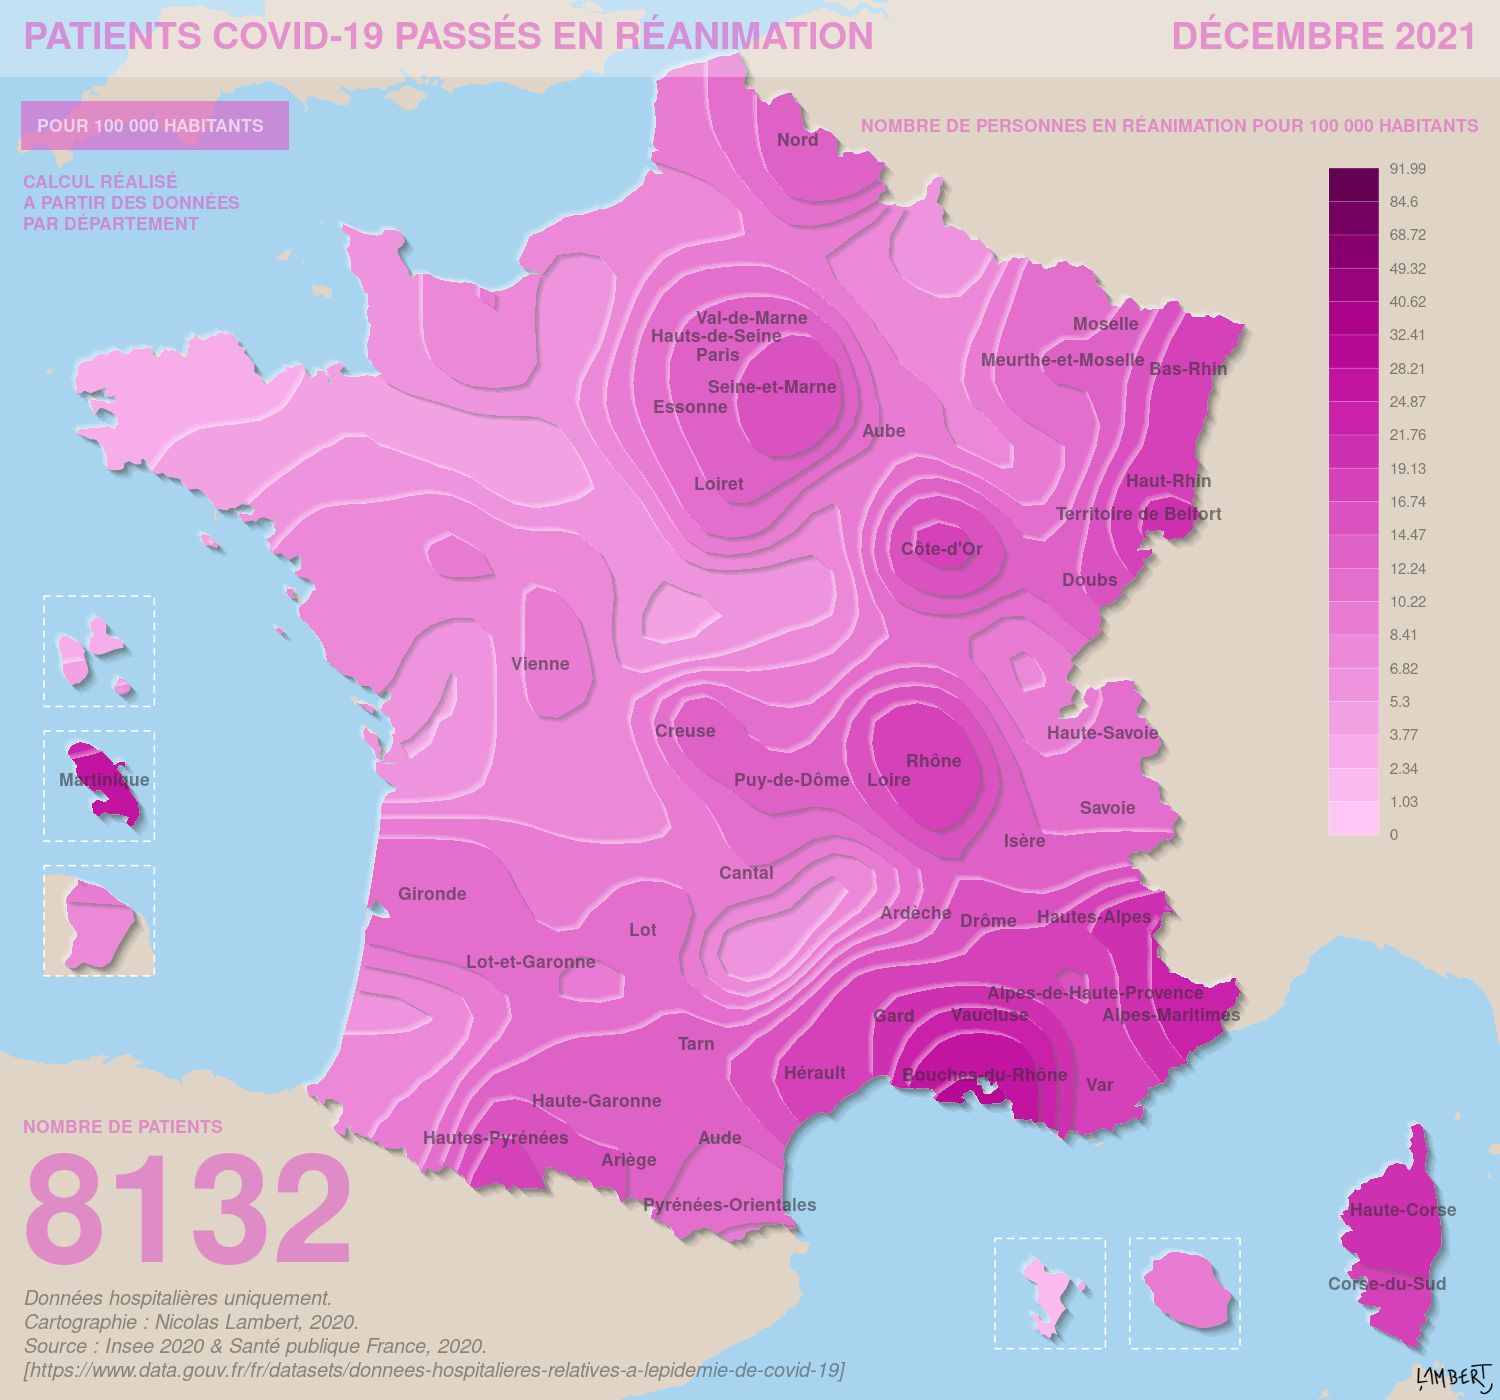 PATIENTS COVID-19 PASSÉS EN RÉANIMATION
DÉCEMBRE 2021
POUR 100 000 HABITANTS
CALCUL RÉALISÉ
A PARTIR DES DONNÉES
PAR DÉPARTEMENT
NOMBRE DE PERSONNES EN RÉANIMATION POUR 100 000 HABITANTS
91.99
84.6
68.72
49.32
40.62
32.41
28.21
24.87
21.76
19.13
16.74
14.47
12.24
10.22
8.41
6.82
5.3
3.77
2.34
1.03
0
Nord
Val-de-Marne
Hauts-de-Seine
Paris
Seine-et-Marne
Essonne
Loiret
Aube
Moselle
Meurthe-et-Moselle
Bas-Rhin
Haut-Rhin
Territoire de Belfort
Côte-d'Or
Doubs
Vienne
Creuse
Puy-de-Dôme
Loire
Rhône
Haute-Savoie
Savoie
Isère
Martinique
Cantal
Gironde
Lot
Lot-et-Garonne
Ardèche
Drôme
Hautes-Alpes
Alpes-de-Haute-Provence
Gard
Vaucluse
Alpes-Maritimes
Tarn
Hérault
Bouches-du-Rhône
Var
Haute-Garonne
Hautes-Pyrénées
Ariège
Aude
Pyrénées-Orientales
Haute-Corse
Corse-du-Sud
NOMBRE DE PATIENTS
8132
Données hospitalières uniquement.
Cartographie : Nicolas Lambert, 2020.
Source : Insee 2020 & Santé publique France, 2020.
[https://www.data.gouv.fr/fr/datasets/donnees-hospitalieres-relatives-a-lepidemie-de-covid-19]
LAMBERT